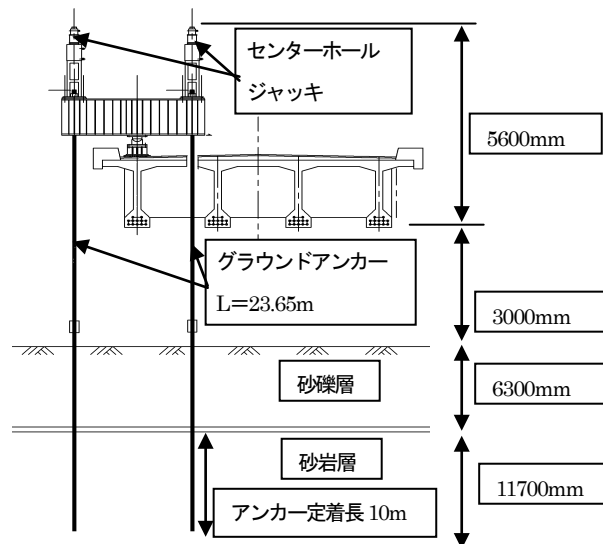 センターホール
ジャッキ
5600mm
グラウンドアンカー
L=23.65m
3000mm
砂礫層
6300mm
砂岩層
アンカー定着長 10m
11700mm